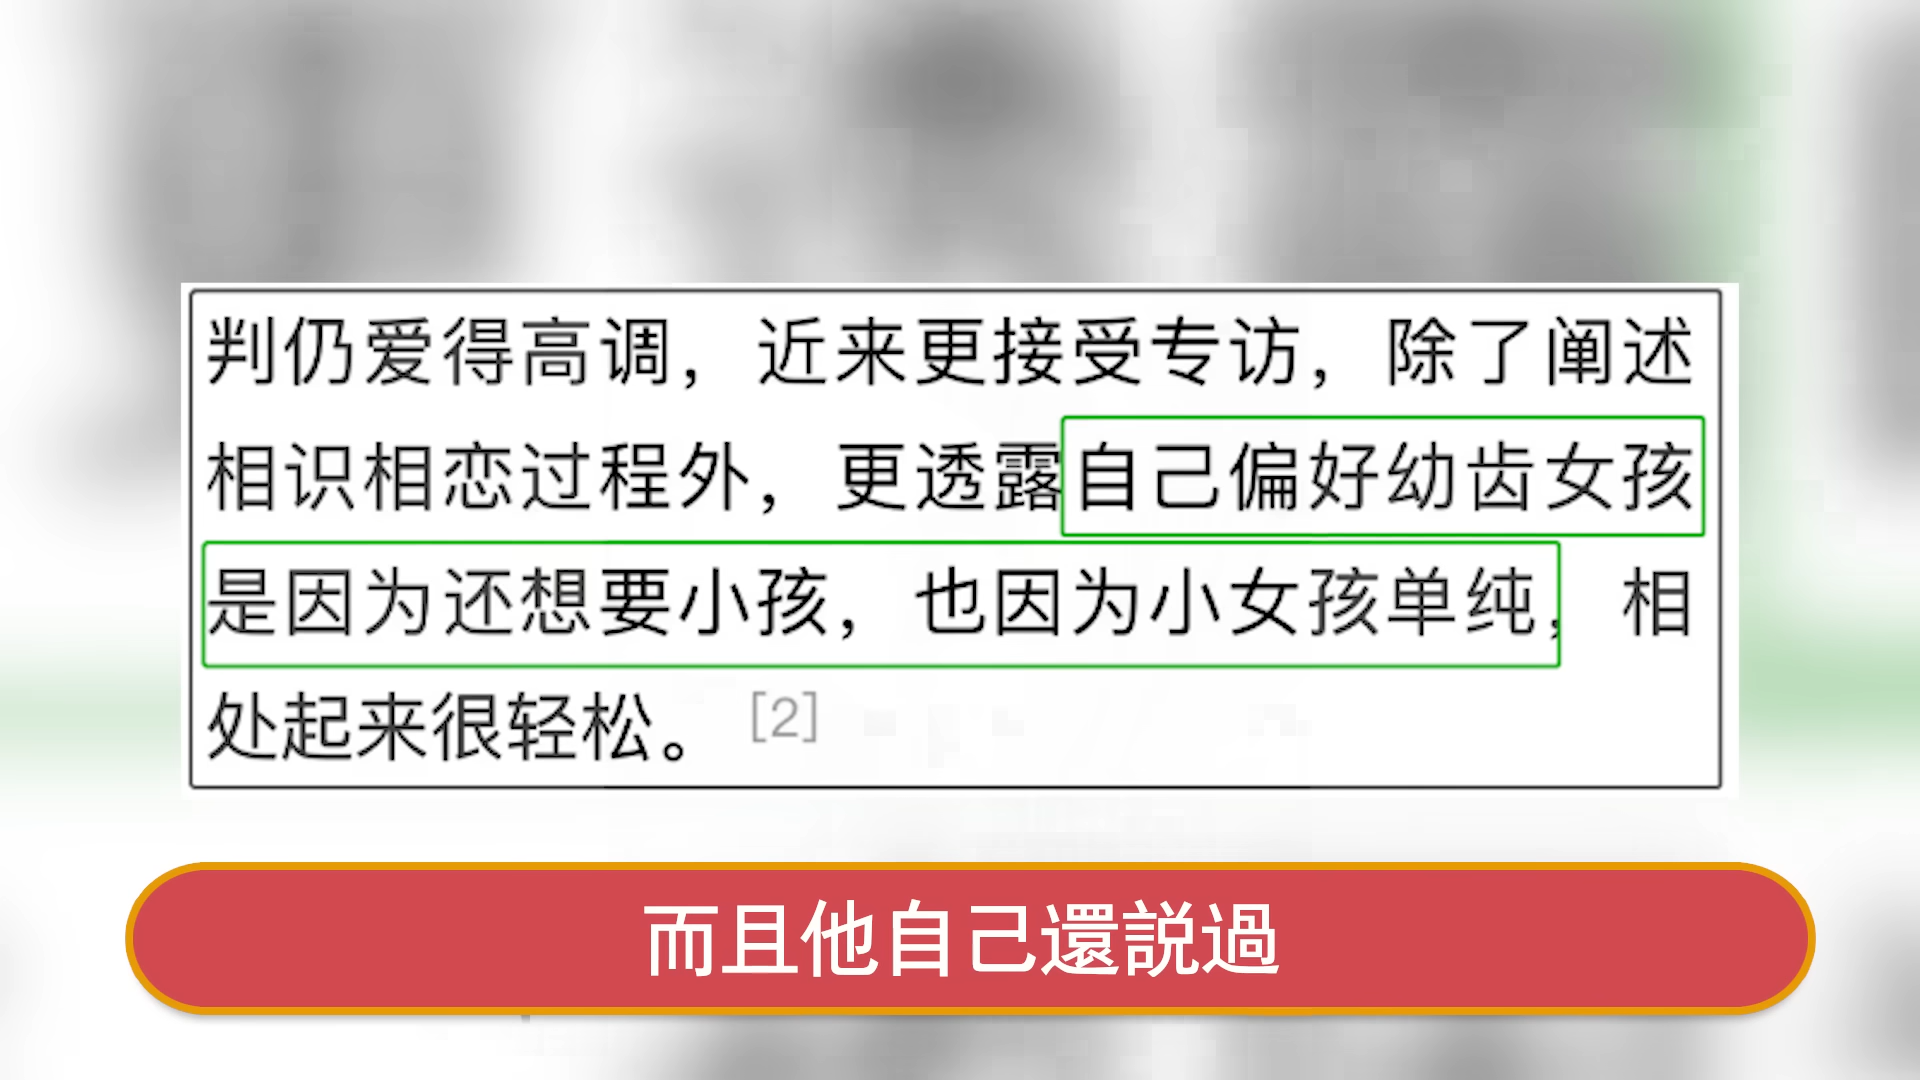 判仍爱得高调，近来更接受专访，除了阐述
相识相恋过程外，更透露自己偏好幼齿女孩
是因为还想要小孩，也因为小女孩单纯，相
处起来很轻松。[2]
而且他自己還説過